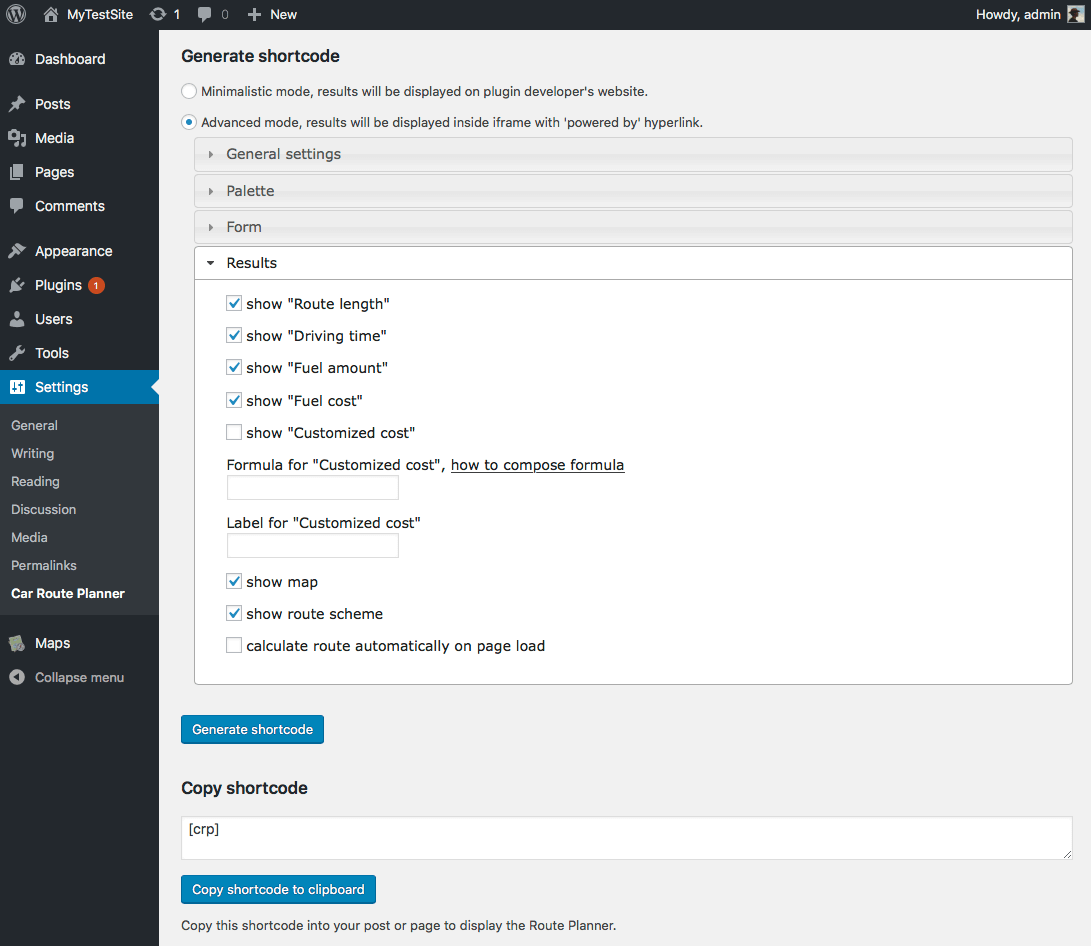 MyTestSite 1 0 New Howdy, admin
Dashboard
Posts
Media
Pages
Comments
Appearance
Plugins 1
Users
Tools
Settings
General
Writing
Reading
Discussion
Media
Permalinks
Car Route Planner
Maps
Collapse menu
Generate shortcode
Minimalistic mode, results will be displayed on plugin developer's website.
Advanced mode, results will be displayed inside iframe with 'powered by' hyperlink.
General settings
Palette
Form
Results
show "Route length"
show "Driving time"
show "Fuel amount"
show "Fuel cost"
show "Customized cost"
Formula for "Customized cost", how to compose formula
Label for "Customized cost"
show map
show route scheme
calculate route automatically on page load
Generate shortcode
Copy shortcode
[crp]
Copy shortcode to clipboard
Copy this shortcode into your post or page to display the Route Planner.